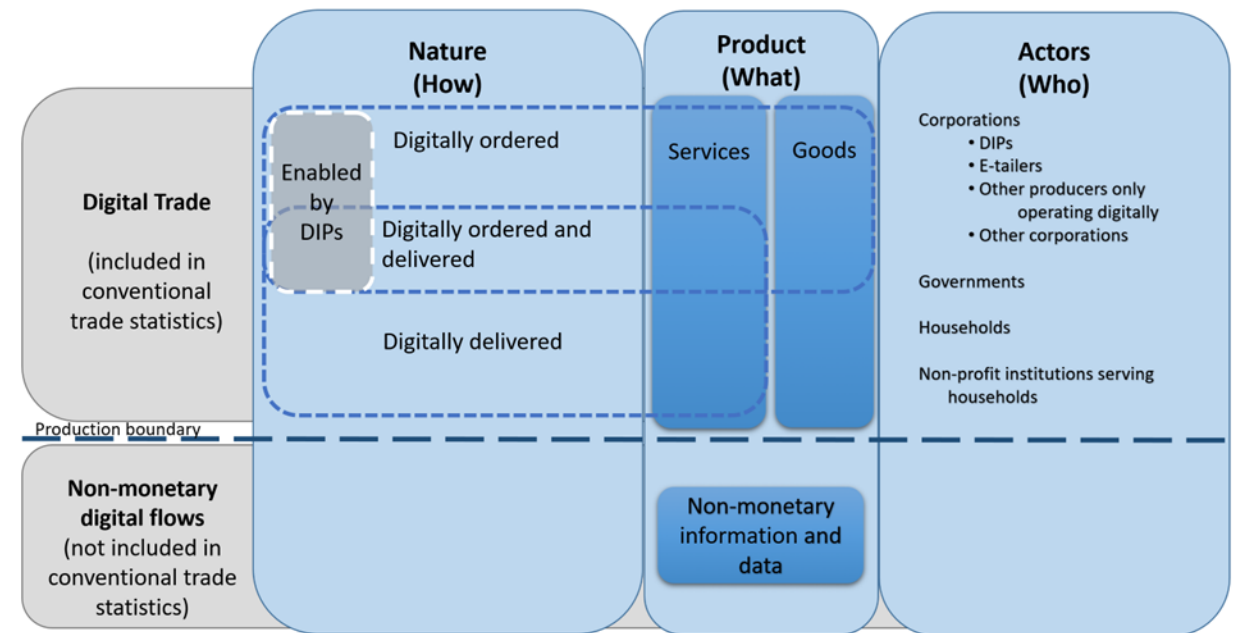 Nature
(How)
Product
(What)
Actors
(Who)
Digital Trade
(included in
conventional
trade statistics)
Enabled
by
DIPs
Digitally ordered
Digitally ordered and
delivered
Digitally delivered
Services
Goods
Corporations
• DIPs
• E-tailers
• Other producers only
operating digitally
• Other corporations
Governments
Households
Non-profit institutions serving
households
Production boundary
Non-monetary
digital flows
(not included in
conventional trade
statistics)
Non-monetary
information and
data